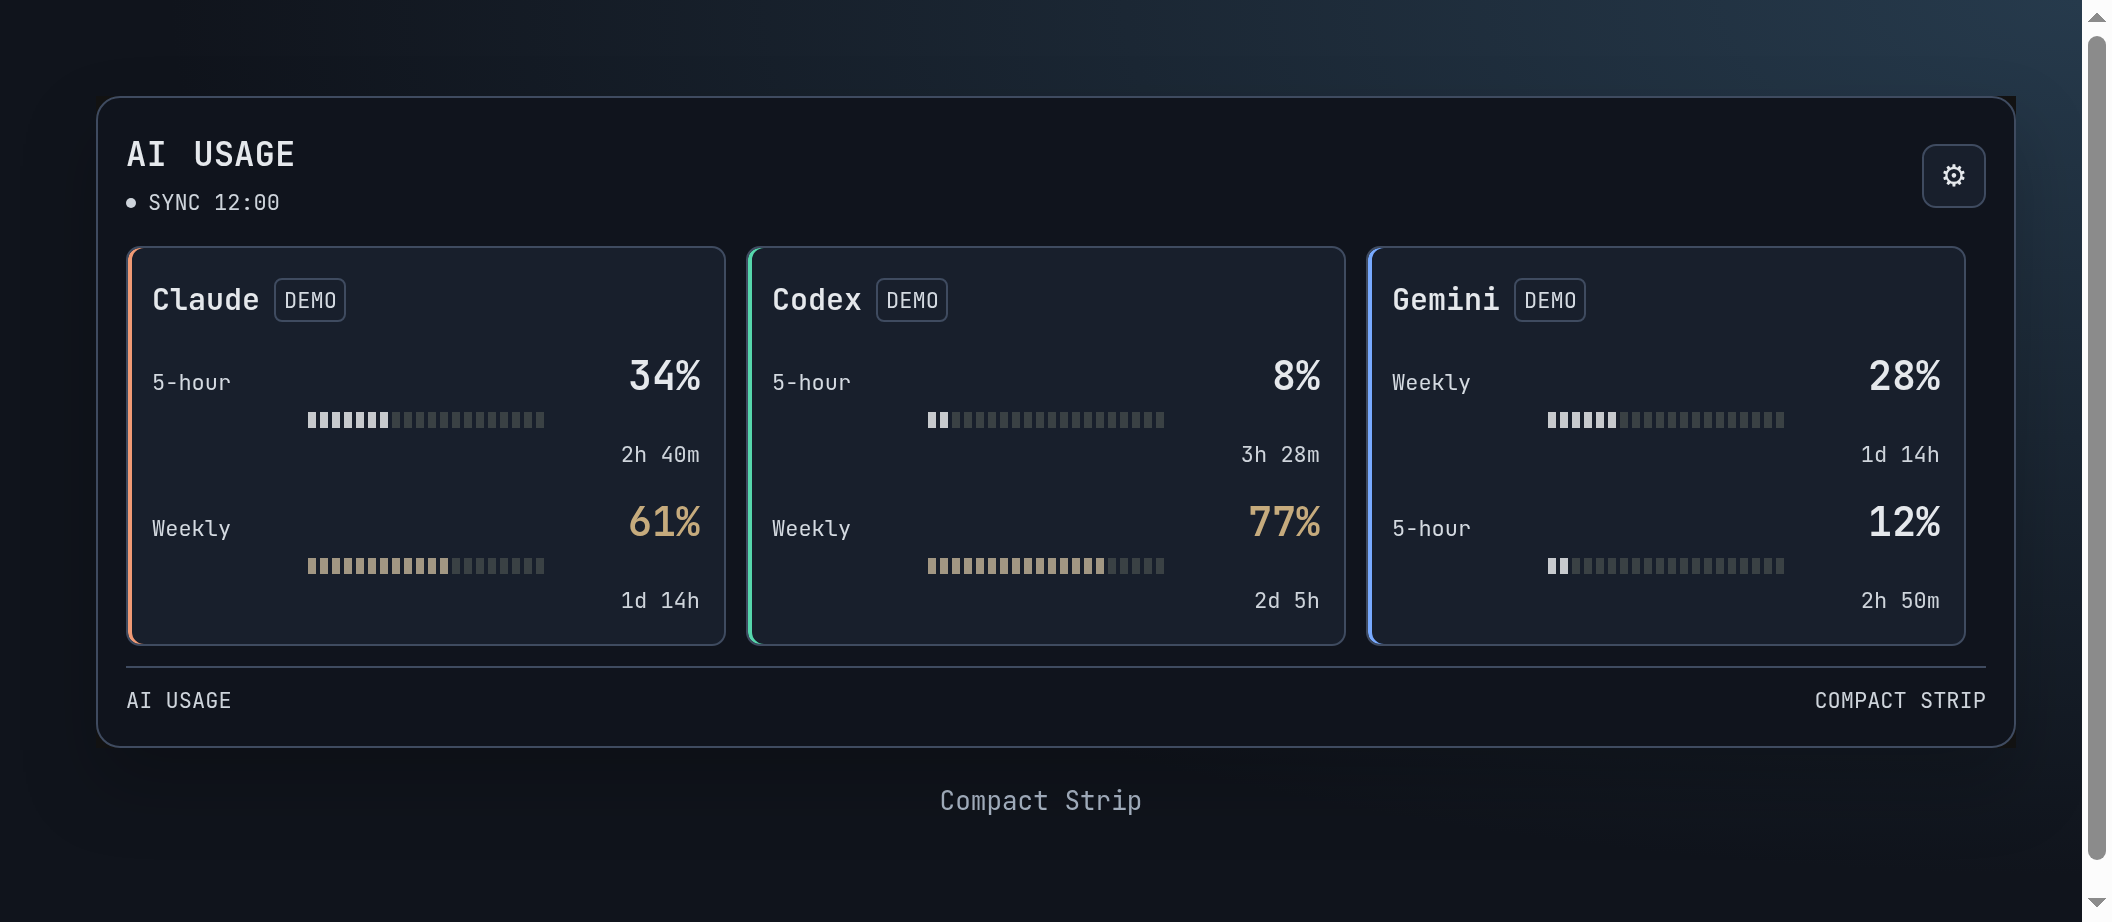 AI USAGE
SYNC 12:00
⚙
Claude DEMO
5-hour 34%
2h 40m
Weekly 61%
1d 14h
Codex DEMO
5-hour 8%
3h 28m
Weekly 77%
2d 5h
Gemini DEMO
Weekly 28%
1d 14h
5-hour 12%
2h 50m
AI USAGE
COMPACT STRIP
Compact Strip